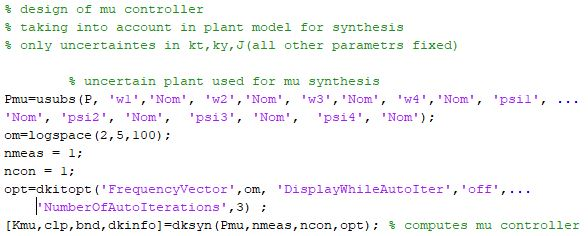 % design of mu controller
% taking into account in plant model for synthesis
% only uncertaintes in kt,ky,J(all other parametrs fixed)
% uncertain plant used for mu synthesis
Pmu=usubs(P, 'w1','Nom', 'w2','Nom', 'w3','Nom', 'w4','Nom', 'psi1', ...
'Nom', 'psi2', 'Nom', 'psi3', 'Nom', 'psi4', 'Nom');
om=logspace(2,5,100);
nmeas = 1;
ncon = 1;
opt=dkitopt('FrequencyVector',om, 'DisplayWhileAutoIter','off',...
'NumberOfAutoIterations',3) ;
[Kmu,clp,bnd,dkinfo]=dksyn(Pmu,nmeas,ncon,opt); % computes mu controller